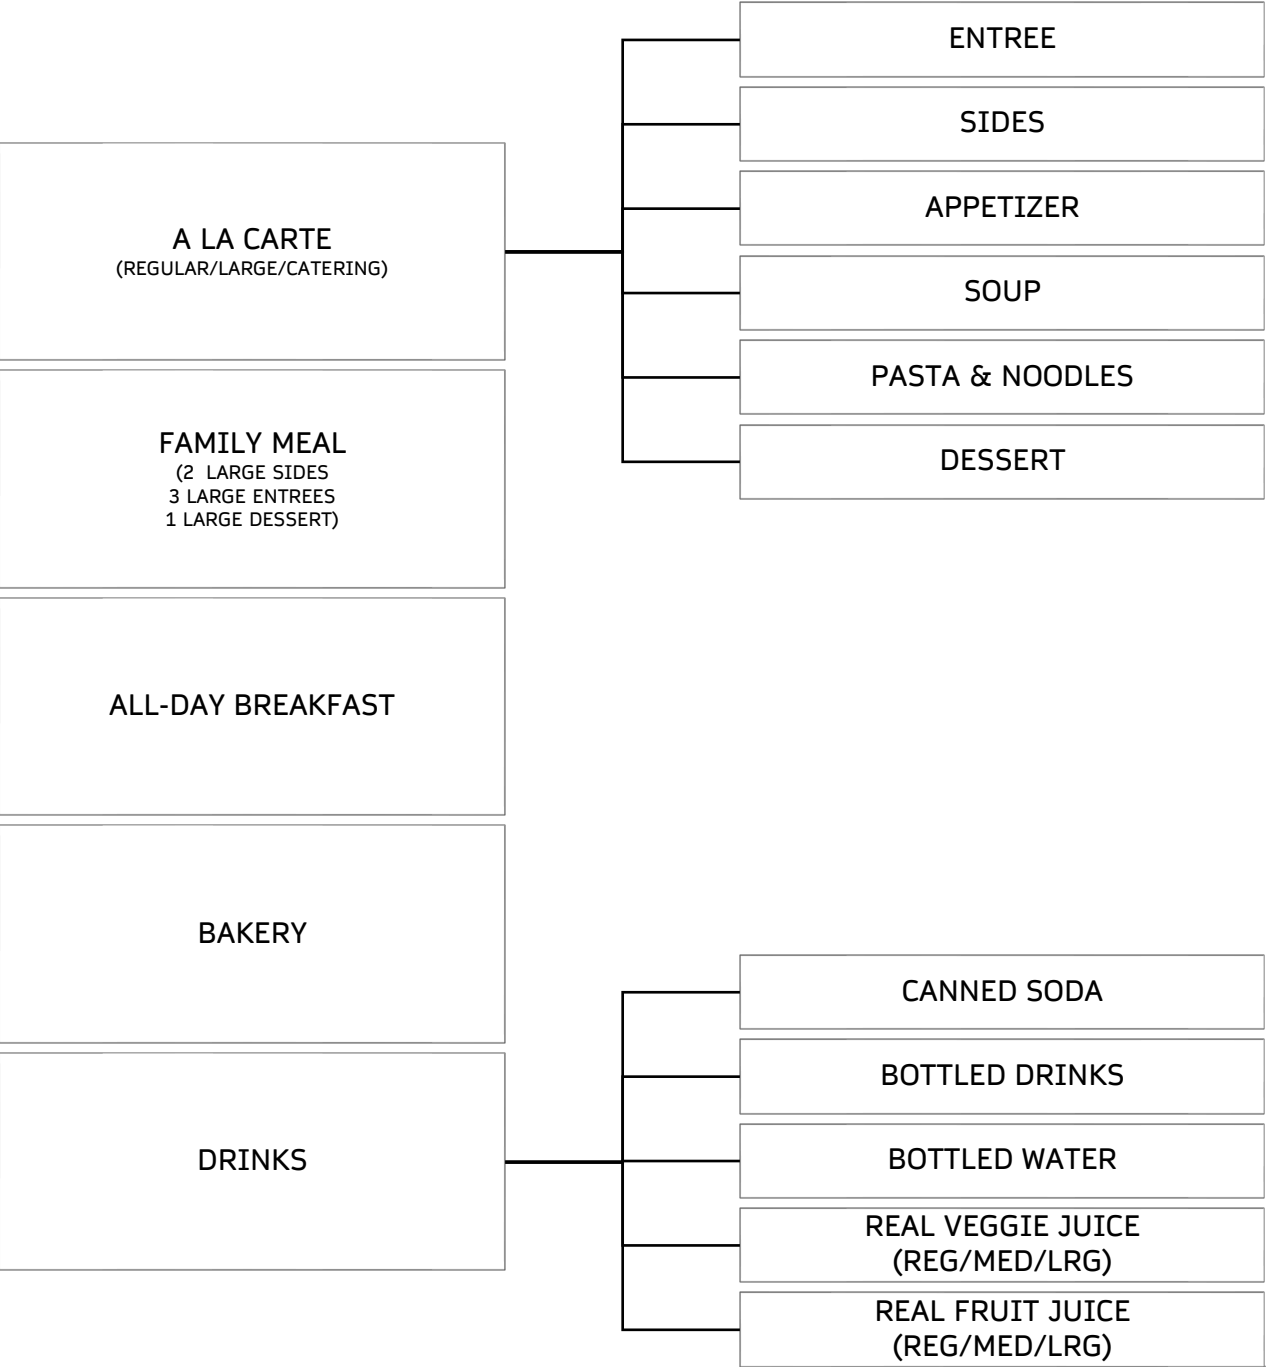 ENTREE
SIDES
APPETIZER
SOUP
PASTA & NOODLES
DESSERT
A LA CARTE
(REGULAR/LARGE/CATERING)
FAMILY MEAL
(2 LARGE SIDES
3 LARGE ENTREES
1 LARGE DESSERT)
ALL-DAY BREAKFAST
BAKERY
DRINKS
CANNED SODA
BOTTLED DRINKS
BOTTLED WATER
REAL VEGGIE JUICE
(REG/MED/LRG)
REAL FRUIT JUICE
(REG/MED/LRG)